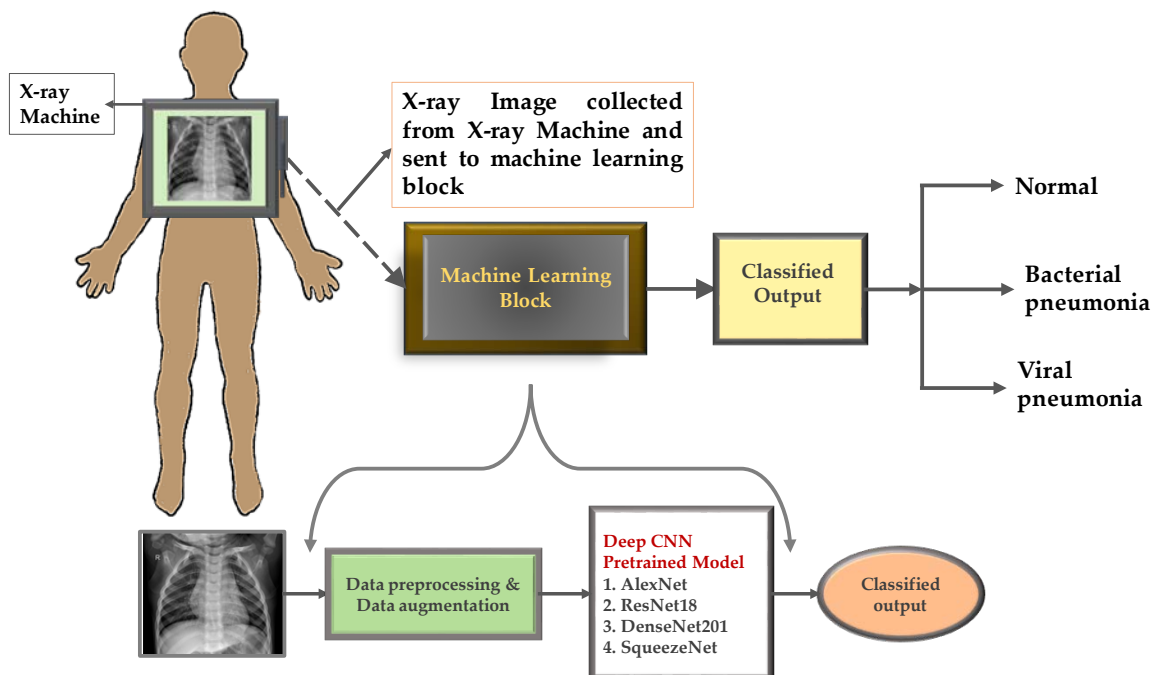 X-ray
Machine
X-ray Image collected
from X-ray Machine and
sent to machine learning
block
Machine Learning
Block
Classified
Output
Normal
Bacterial
pneumonia
Viral
pneumonia
R
Deep CNN
Pretrained Model
1. AlexNet
2. ResNet18
3. DenseNet201
4. SqueezeNet
Data preprocessing &
Data augmentation
Classified
output